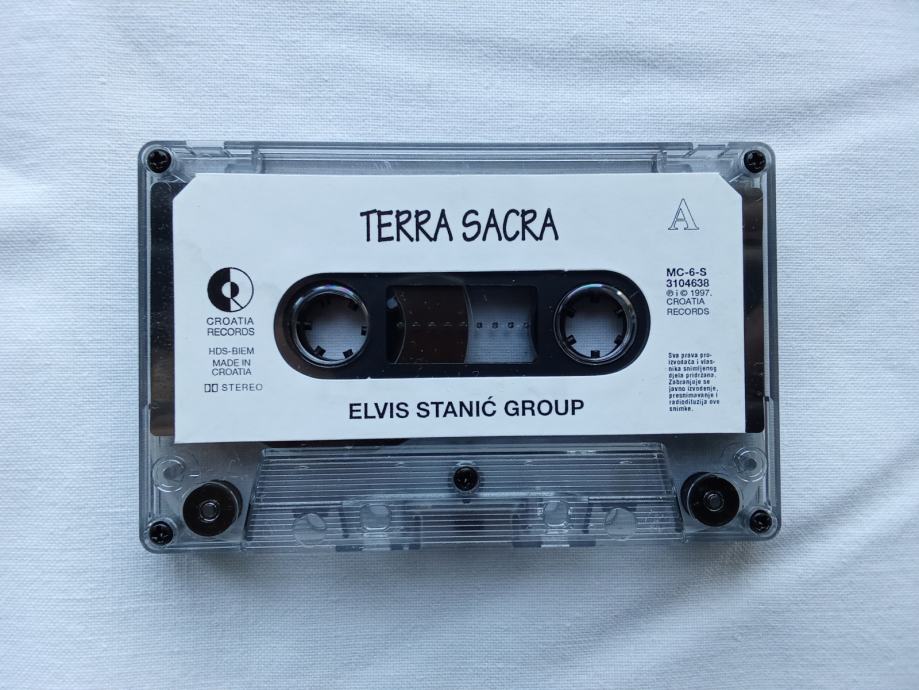 TERRA SACRA
A
CROATIA
RECORDS
HDS-BIEM
MADE IN
CROATIA
STEREO
MC-6-S
3104638
℗ i © 1997.
CROATIA
RECORDS
Sva prava pro-
izvođača i vlas-
nika snimljenog
djela pridržana.
Zabranjuje se
javno izvođenje,
presnimavanje i
radiodifuzija ove
snimke.
ELVIS STANIĆ GROUP